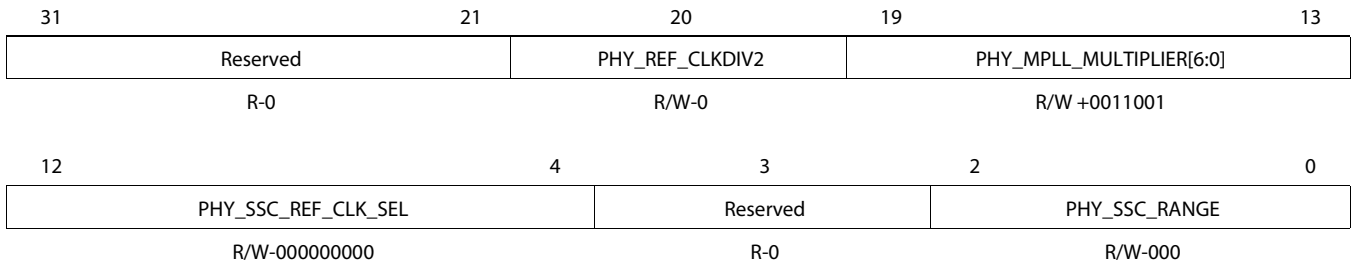 31 21 20 19 13
Reserved PHY_REF_CLKDIV2 PHY_MPLL_MULTIPLIER[6:0]
R-0 R/W-0 R/W +0011001
12 4 3 2 0
PHY_SSC_REF_CLK_SEL Reserved PHY_SSC_RANGE
R/W-000000000 R-0 R/W-000